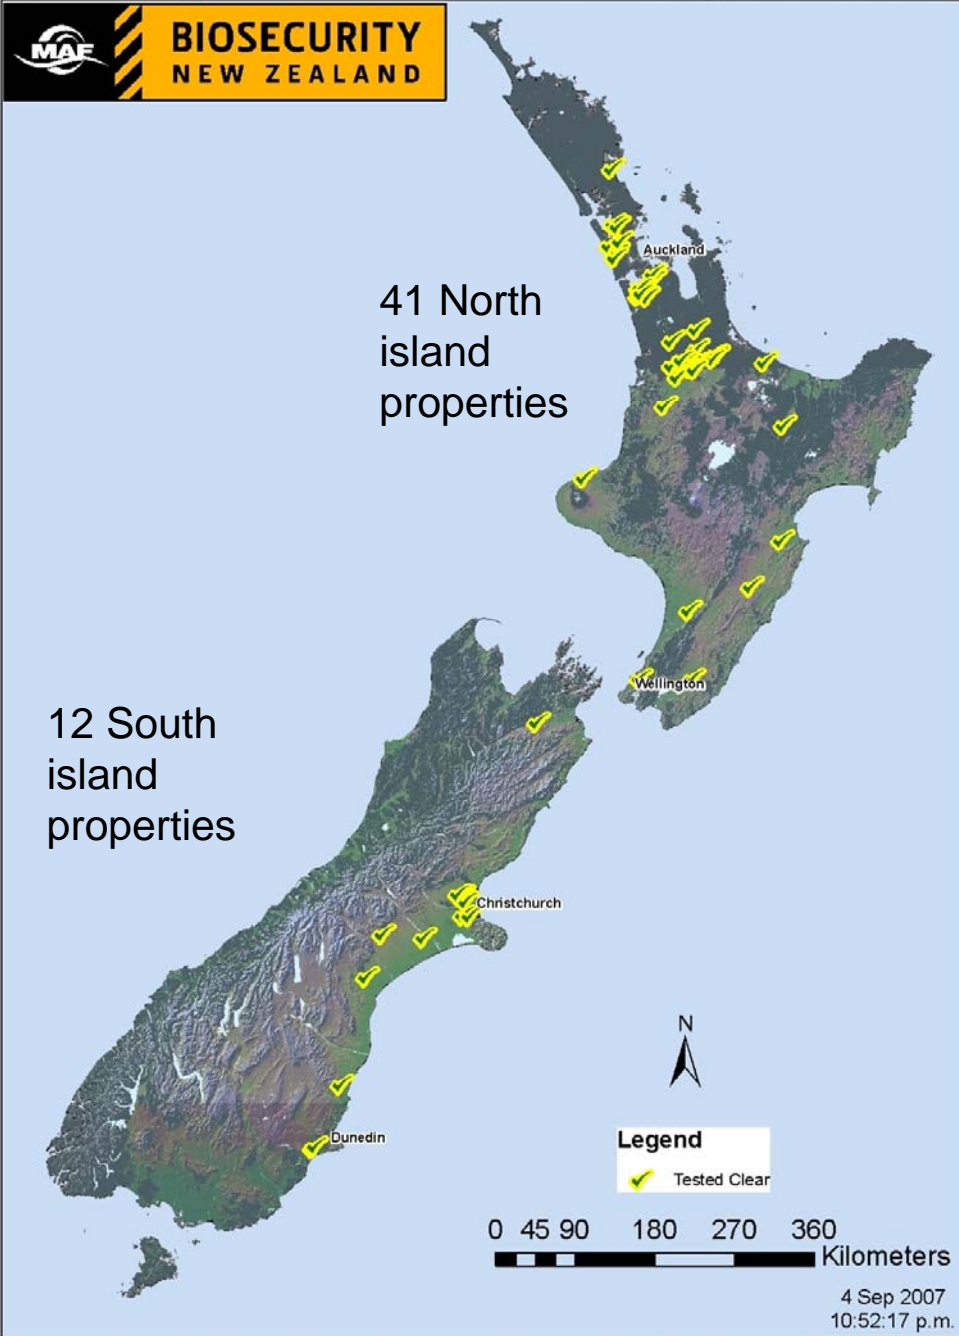 MAF
BIOSECURITY
NEW ZEALAND
Auckland
41 North
island
properties
Wellington
12 South
island
properties
Christchurch
N
Dunedin
Legend
Tested Clear
0 45 90 180 270 360
Kilometers
4 Sep 2007
10:52:17 p.m.